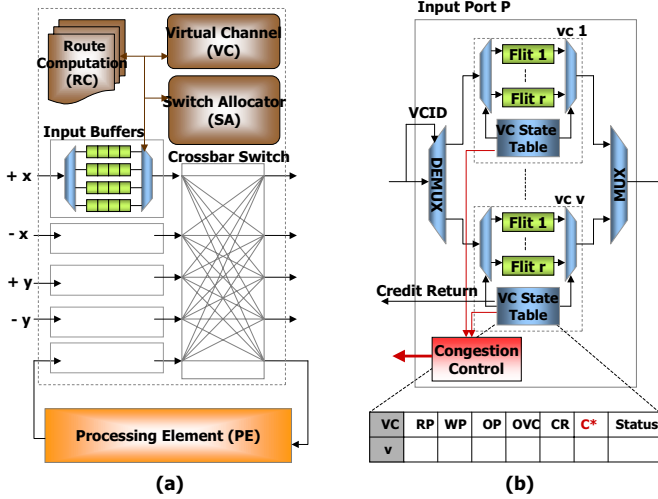 Route
Computation
(RC)
Virtual Channel
(VC)
Switch Allocator
(SA)
Input Buffers
Crossbar Switch
+ x
- x
+ y
- y
Processing Element (PE)
(a)
Input Port P
vc 1
Flit 1
Flit r
VC State
Table
VCID
DEMUX
MUX
vc v
Flit 1
Flit r
VC State
Table
Credit Return
Congestion
Control
VC RP WP OP OVC CR C* Status
v
(b)